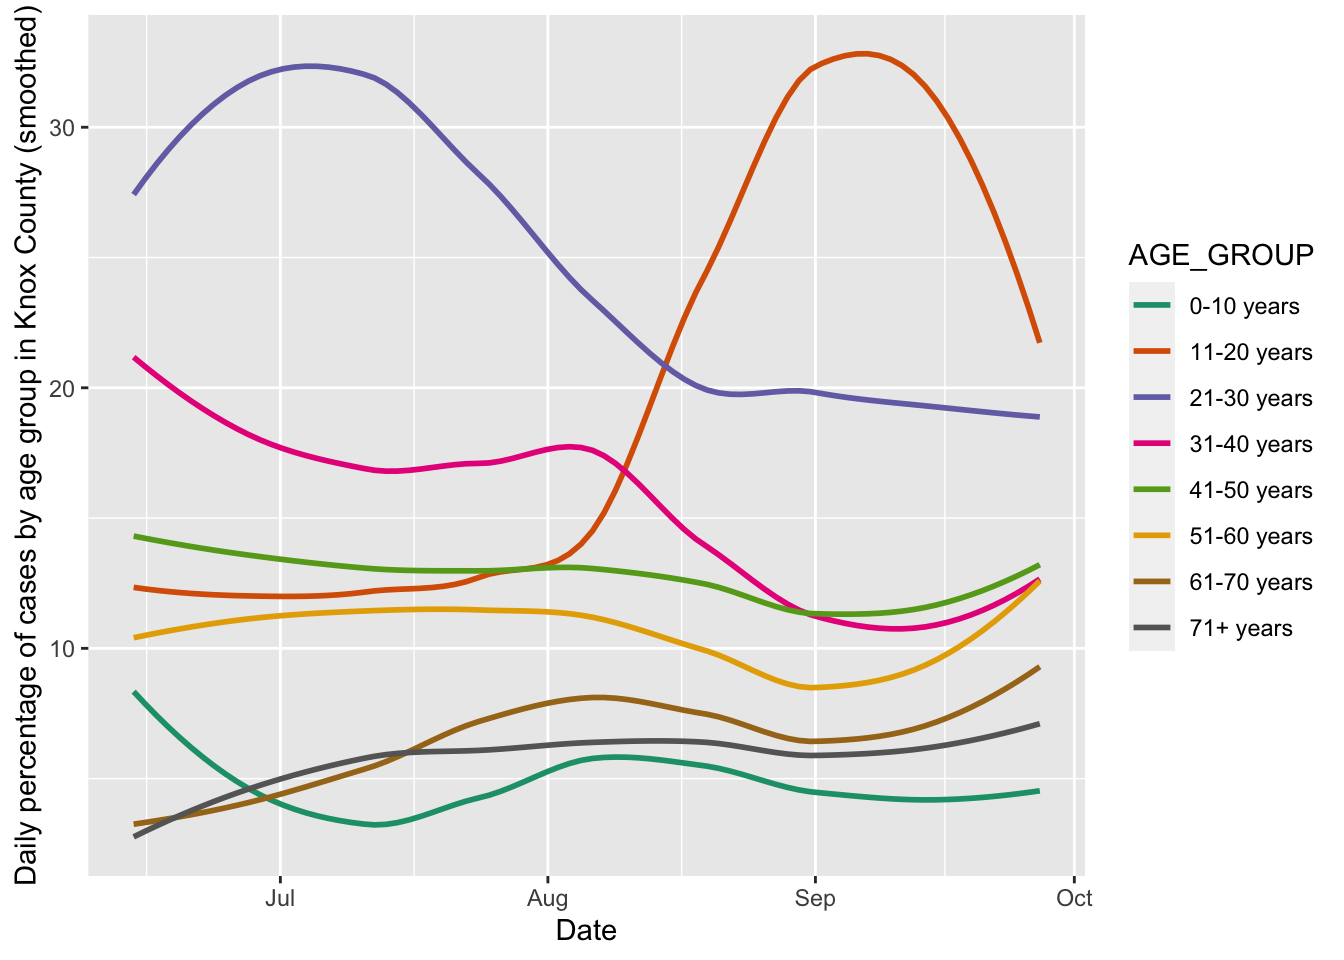 Daily percentage of cases by age group in Knox County (smoothed)
30
20
10
Jul
Aug
Sep
Oct
Date
AGE_GROUP
0-10 years
11-20 years
21-30 years
31-40 years
41-50 years
51-60 years
61-70 years
71+ years